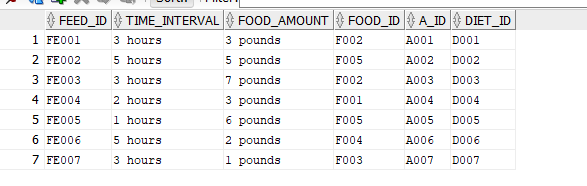 FEED_ID TIME_INTERVAL FOOD_AMOUNT FOOD_ID A_ID DIET_ID
1 FE001 3 hours 3 pounds F002 A001 D001
2 FE002 5 hours 5 pounds F005 A002 D002
3 FE003 3 hours 7 pounds F002 A003 D003
4 FE004 2 hours 3 pounds F001 A004 D004
5 FE005 1 hours 6 pounds F005 A005 D005
6 FE006 5 hours 2 pounds F004 A006 D006
7 FE007 3 hours 1 pounds F003 A007 D007